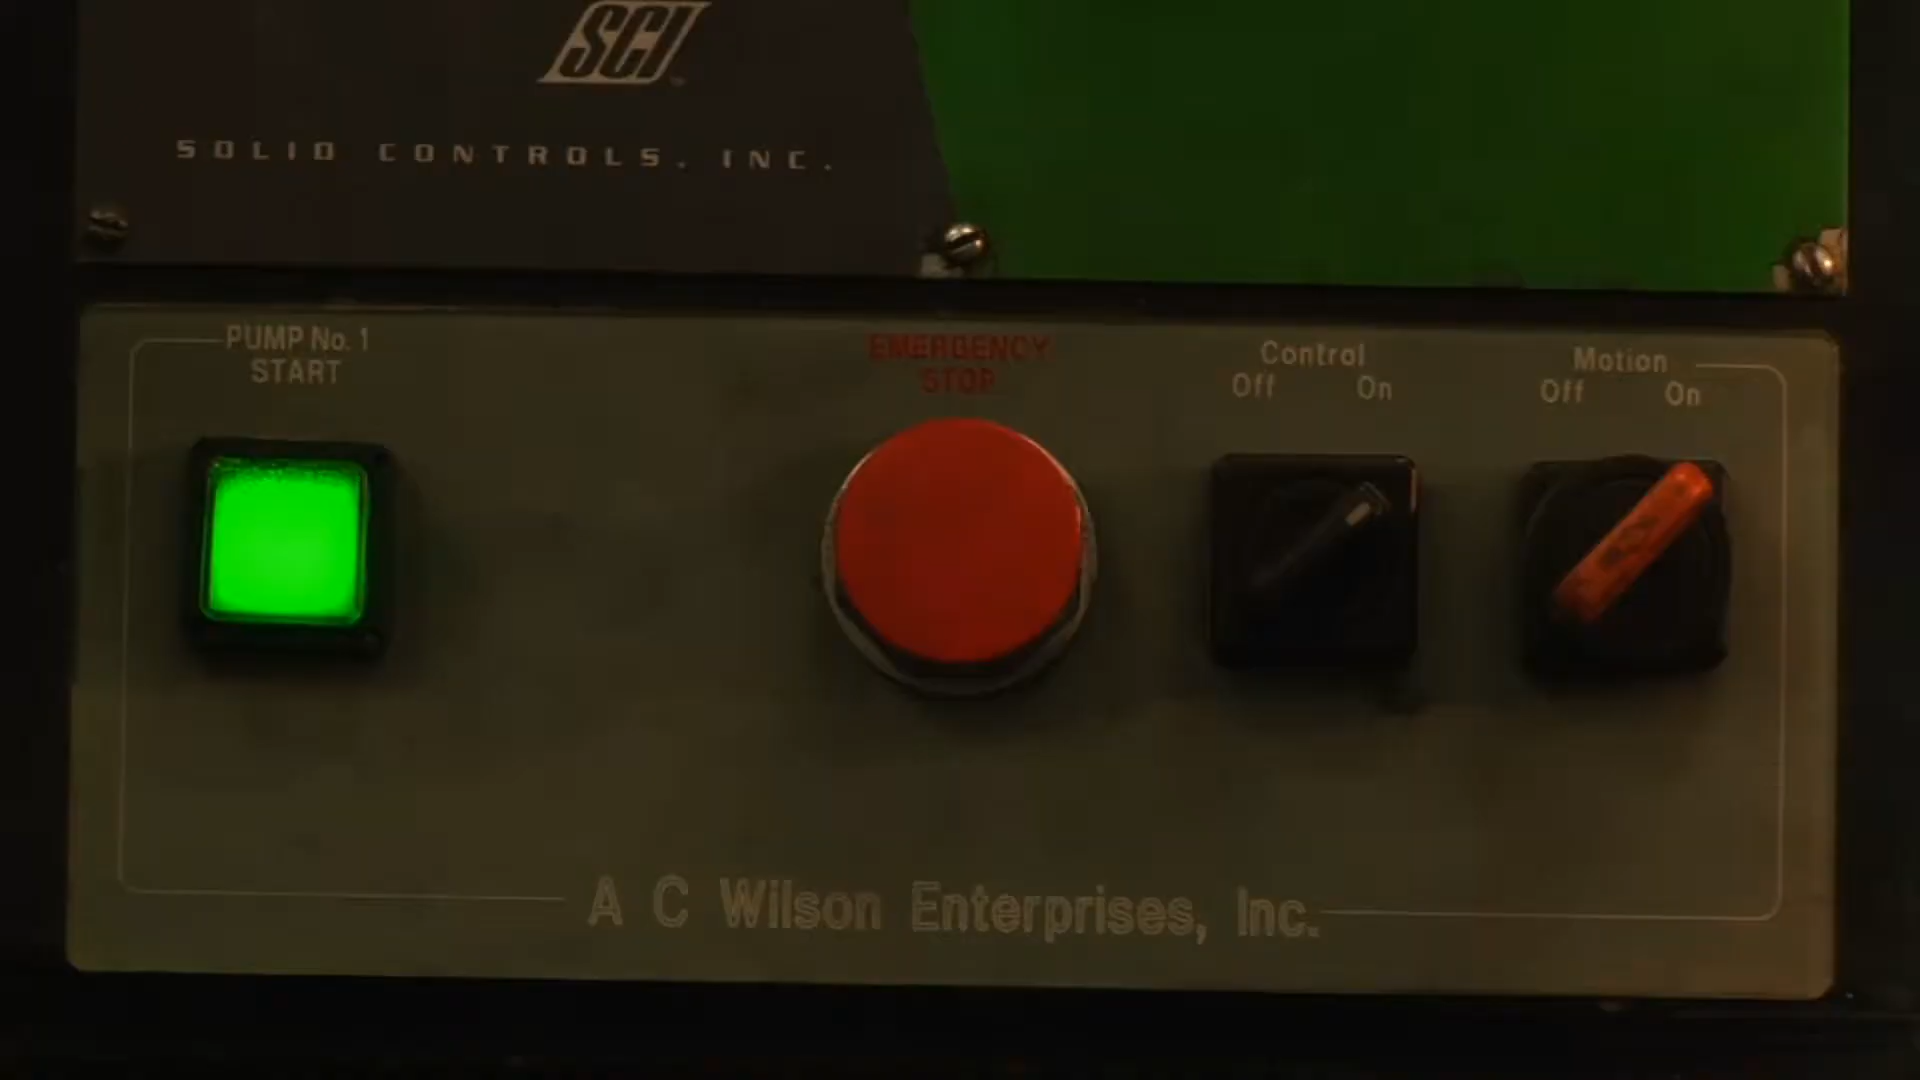 SCI
SOLID CONTROLS, INC.
PUMP No. 1
START
EMERGENCY
STOP
Control
Off On
Motion
Off On
A C Wilson Enterprises, Inc.